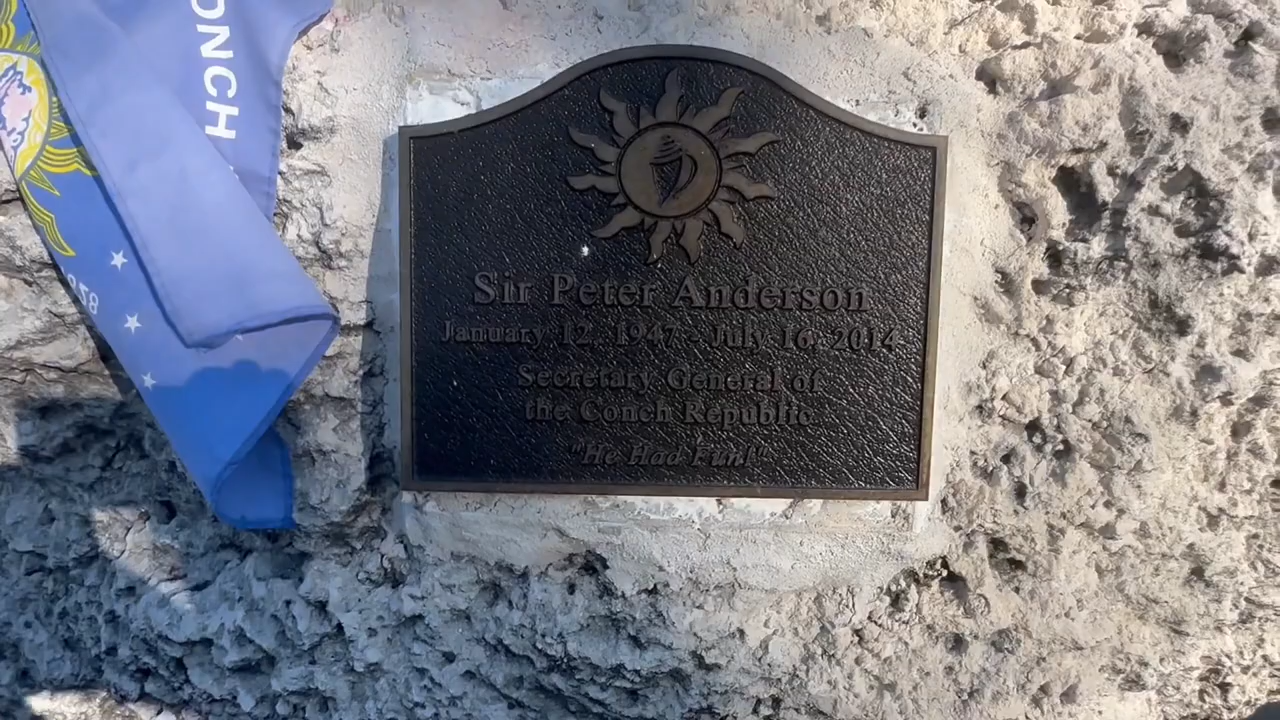 ONCH
1828
Sir Peter Anderson
January 12, 1947 - July 16, 2014
Secretary General of
the Conch Republic
"He Had Fun!"